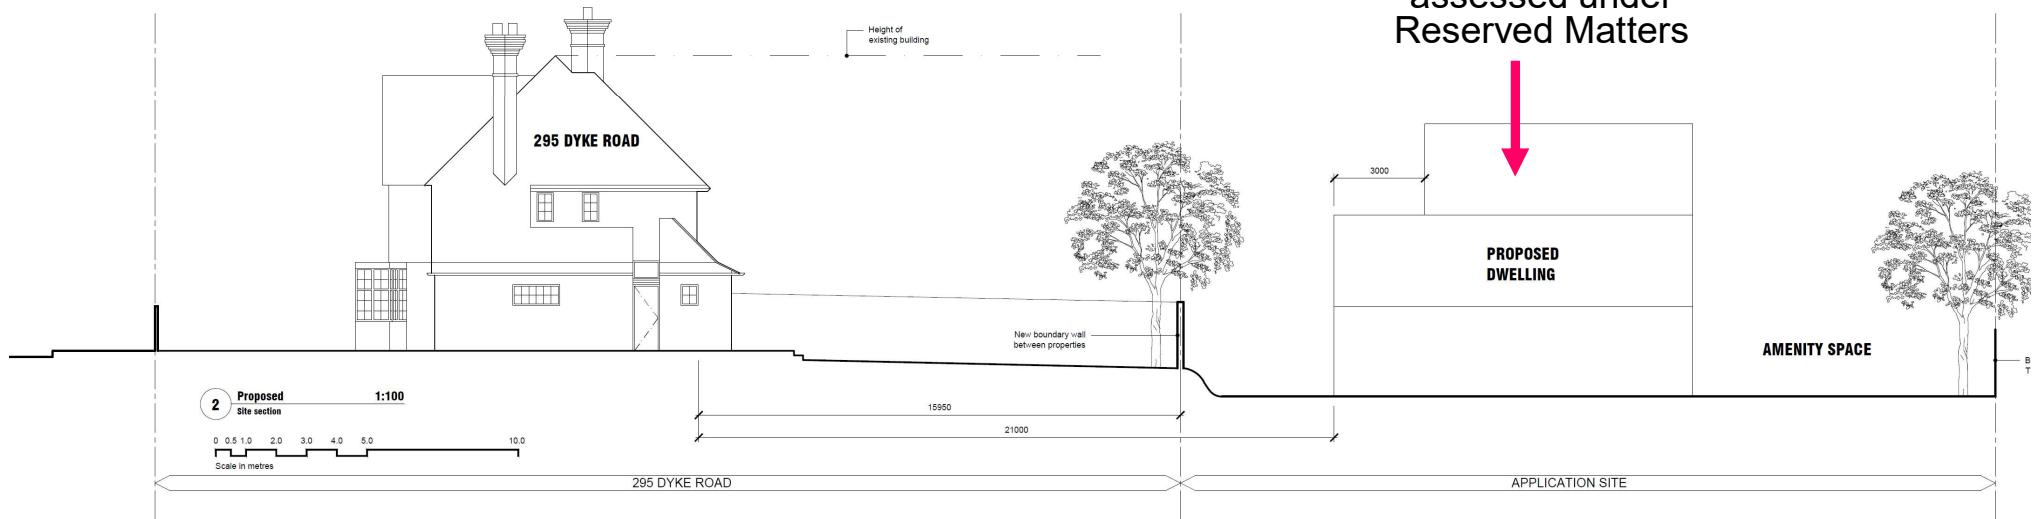 assessed under
Reserved Matters
Height of
existing building
295 DYKE ROAD
3000
PROPOSED
DWELLING
New boundary wall
between properties
AMENITY SPACE
B
T
2 Proposed 1:100
Site section
15950
21000
0 0.5 1.0 2.0 3.0 4.0 5.0 10.0
Scale in metres
295 DYKE ROAD
APPLICATION SITE